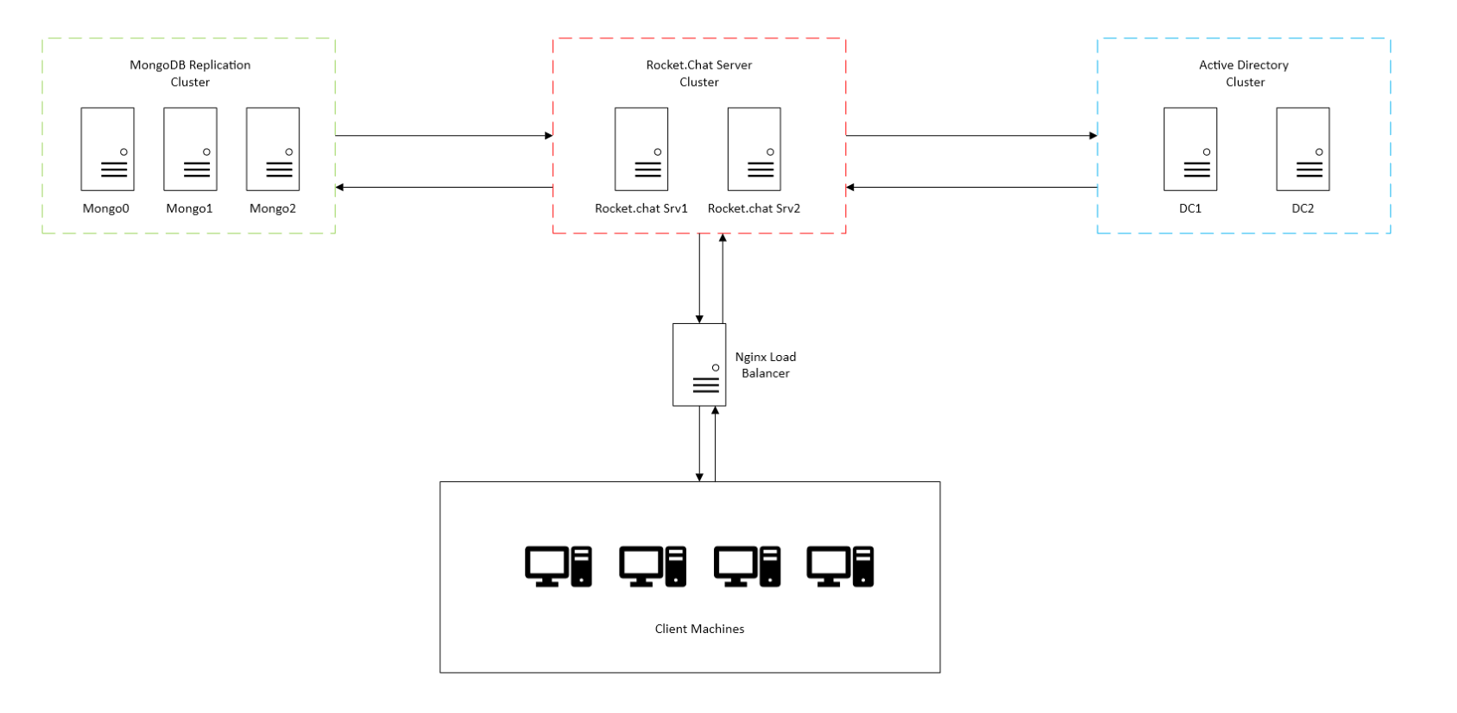 MongoDB Replication
Cluster
Mongo0
Mongo1
Mongo2
Rocket.Chat Server
Cluster
Rocket.chat Srv1
Rocket.chat Srv2
Active Directory
Cluster
DC1
DC2
Nginx Load
Balancer
Client Machines